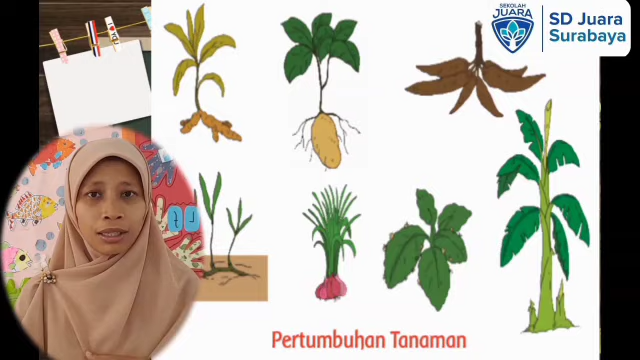 SEKOLAH
JUARA
SD Juara
Surabaya
Pertumbuhan Tanaman